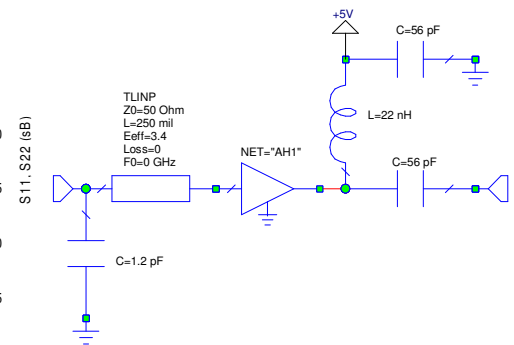 +5V
C=56 pF
TLINP
Z0=50 Ohm
L=250 mil
Eeff=3.4
Loss=0
F0=0 GHz
L=22 nH
NET="AH1"
C=56 pF
S11, S22 (sB)
C=1.2 pF